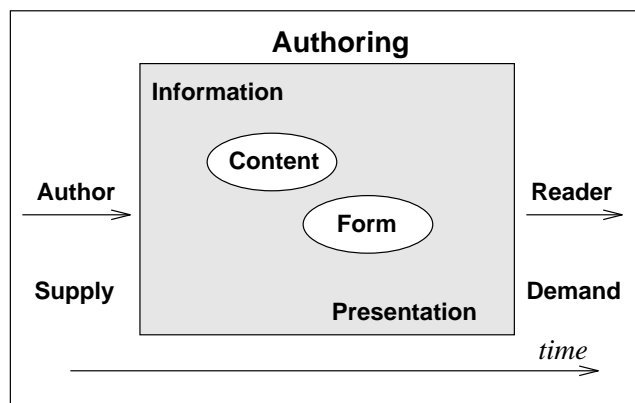 Authoring
Information
Content
Author
Reader
Form
Supply
Demand
Presentation
time